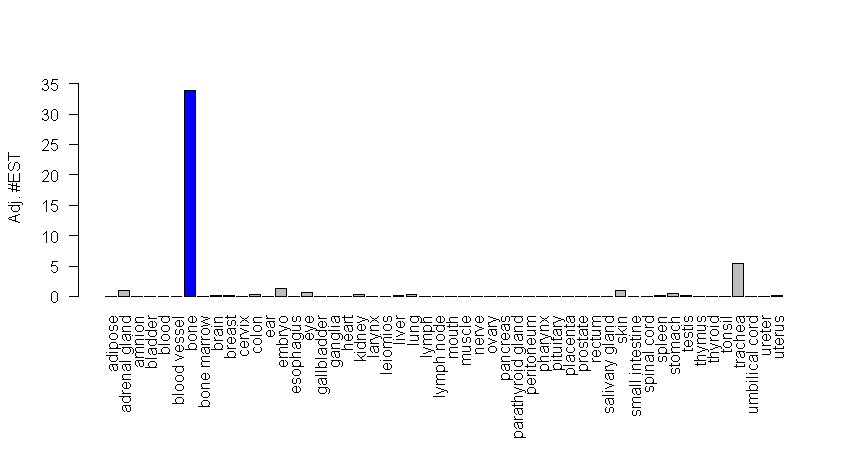 Adj. #EST
35
30
25
20
15
10
5
0
adipose
adrenal gland
amnion
bladder
blood
blood vessel
bone
bone marrow
brain
breast
cervix
colon
ear
embryo
esophagus
eye
gallbladder
ganglia
heart
kidney
larynx
leiomios
liver
lung
lymph
lymph node
mouth
muscle
nerve
ovary
pancreas
parathyroid gland
peritoneum
pharynx
pituitary
placenta
prostate
rectum
salivary gland
skin
small intestine
spinal cord
spleen
stomach
testis
thymus
thyroid
tonsil
trachea
umbilical cord
ureter
uterus